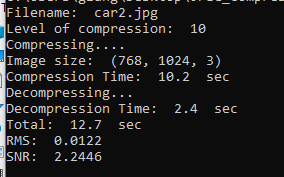 Filename:  car2.jpg
Level of compression:  10
Compressing....
Image size:  (768, 1024, 3)
Compression Time:  10.2  sec
Decompressing...
Decompression Time:  2.4  sec
Total:  12.7  sec
RMS:  0.0122
SNR:  2.2446